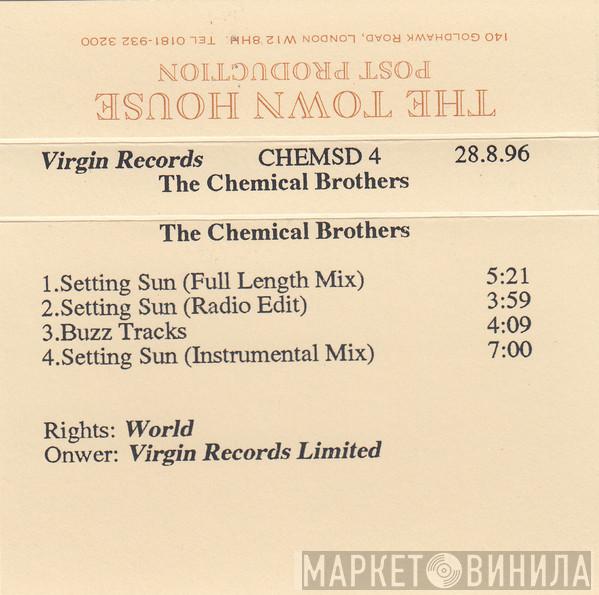 140 GOLDHAWK ROAD, LONDON W12 8HH TEL 0181-932 3200
POST PRODUCTION
THE TOWN HOUSE
Virgin Records CHEMSD 4 28.8.96
The Chemical Brothers
The Chemical Brothers
1.Setting Sun (Full Length Mix) 5:21
2.Setting Sun (Radio Edit) 3:59
3.Buzz Tracks 4:09
4.Setting Sun (Instrumental Mix) 7:00
Rights: World
Onwer: Virgin Records Limited
МАРКЕТ ВИНИЛА